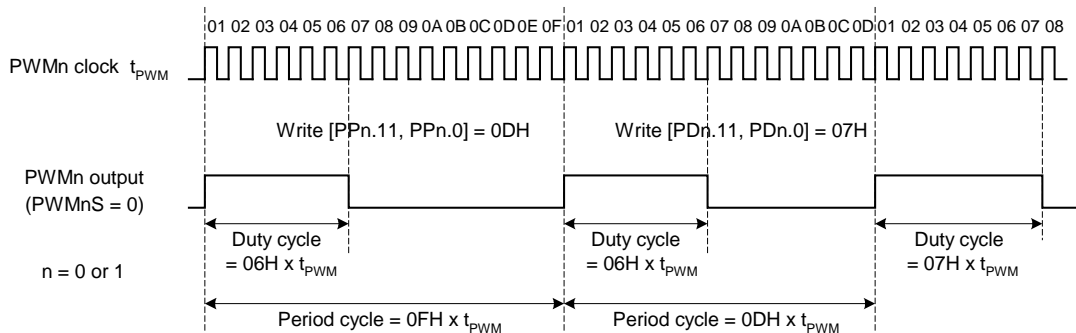 01 02 03 04 05 06 07 08 09 0A 0B 0C 0D 0E 0F 01 02 03 04 05 06 07 08 09 0A 0B 0C 0D 01 02 03 04 05 06 07 08
PWMn clock tPWM
Write [PPn.11, PPn.0] = 0DH
Write [PDn.11, PDn.0] = 07H
PWMn output
(PWMnS = 0)
Duty cycle
= 06H x tPWM
Duty cycle
= 06H x tPWM
Duty cycle
= 07H x tPWM
n = 0 or 1
Period cycle = 0FH x tPWM
Period cycle = 0DH x tPWM